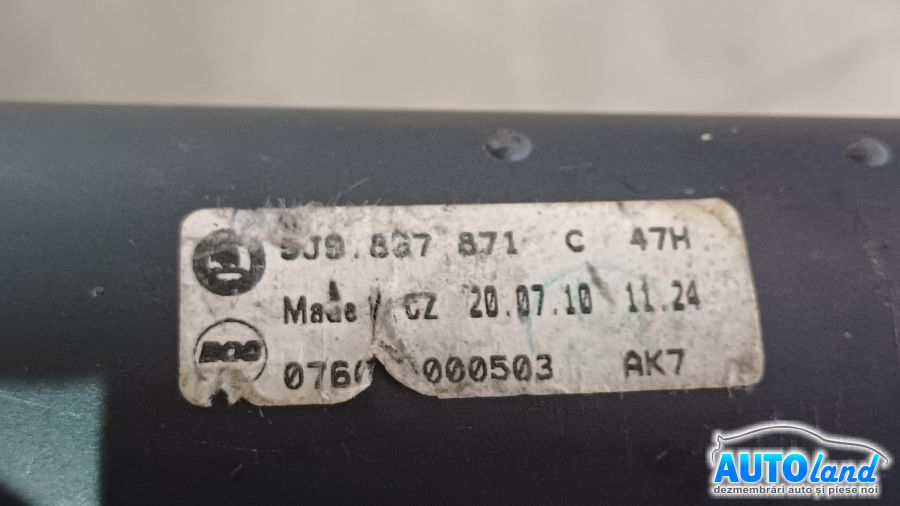 5J9.867 871 C 47H
Made CZ 20.07.10 11.24
BOS
000503 AK7
AUTOland
dezmembrări auto și piese noi